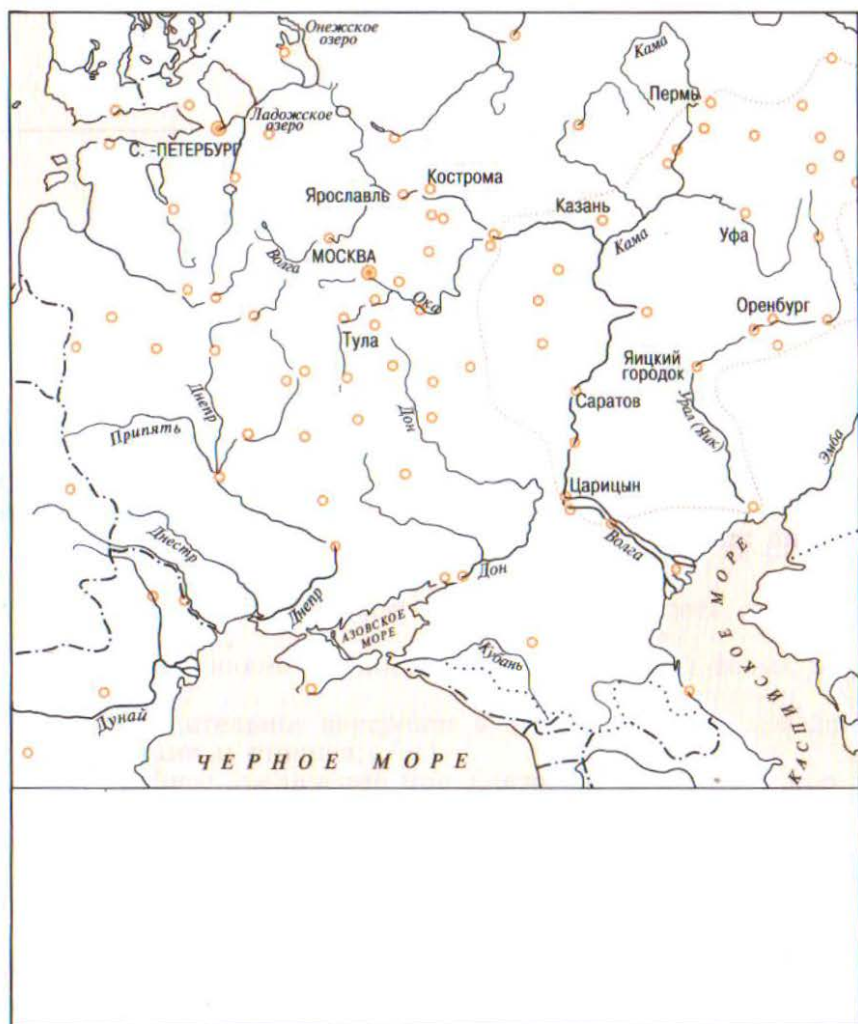 Онежское
озеро
Кама
Пермь
Ладожское
озеро
С. -ПЕТЕРБУРГ
Кострома
Ярославль
Казань
Волга
МОСКВА
Кама
Уфа
Ока
Оренбург
Тула
Яицкий
городок
Днепр
Дон
Саратов
Урал (Яик)
Припять
Эмба
Царицын
Волга
Днестр
Дон
Днепр
АЗОВСКОЕ
МОРЕ
Кубань
Дунай
ЧЕРНОЕ МОРЕ
КАСПИЙСКОЕ МОРЕ